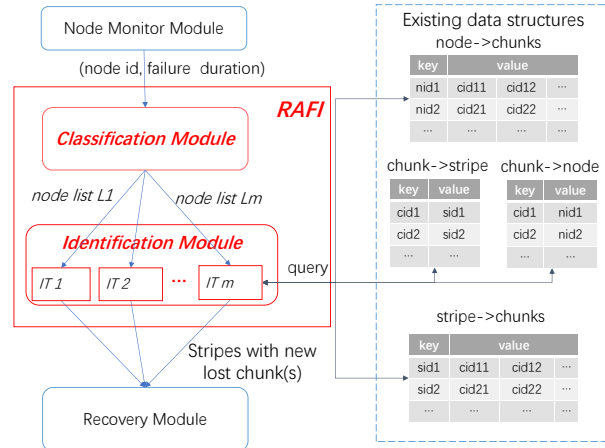 Node Monitor Module
(node id, failure duration)
RAFI
Classification Module
node list L1
node list Lm
Identification Module
IT 1
IT 2
...
IT m
query
Stripes with new
lost chunk(s)
Recovery Module
Existing data structures
node->chunks
key value
nid1 cid11 cid12 ...
nid2 cid21 cid22 ...
... ... ...
chunk->stripe
key value
cid1 sid1
cid2 sid2
... ...
chunk->node
key value
cid1 nid1
cid2 nid2
... ...
stripe->chunks
key value
sid1 cid11 cid12 ...
sid2 cid21 cid22 ...
... ... ... ...